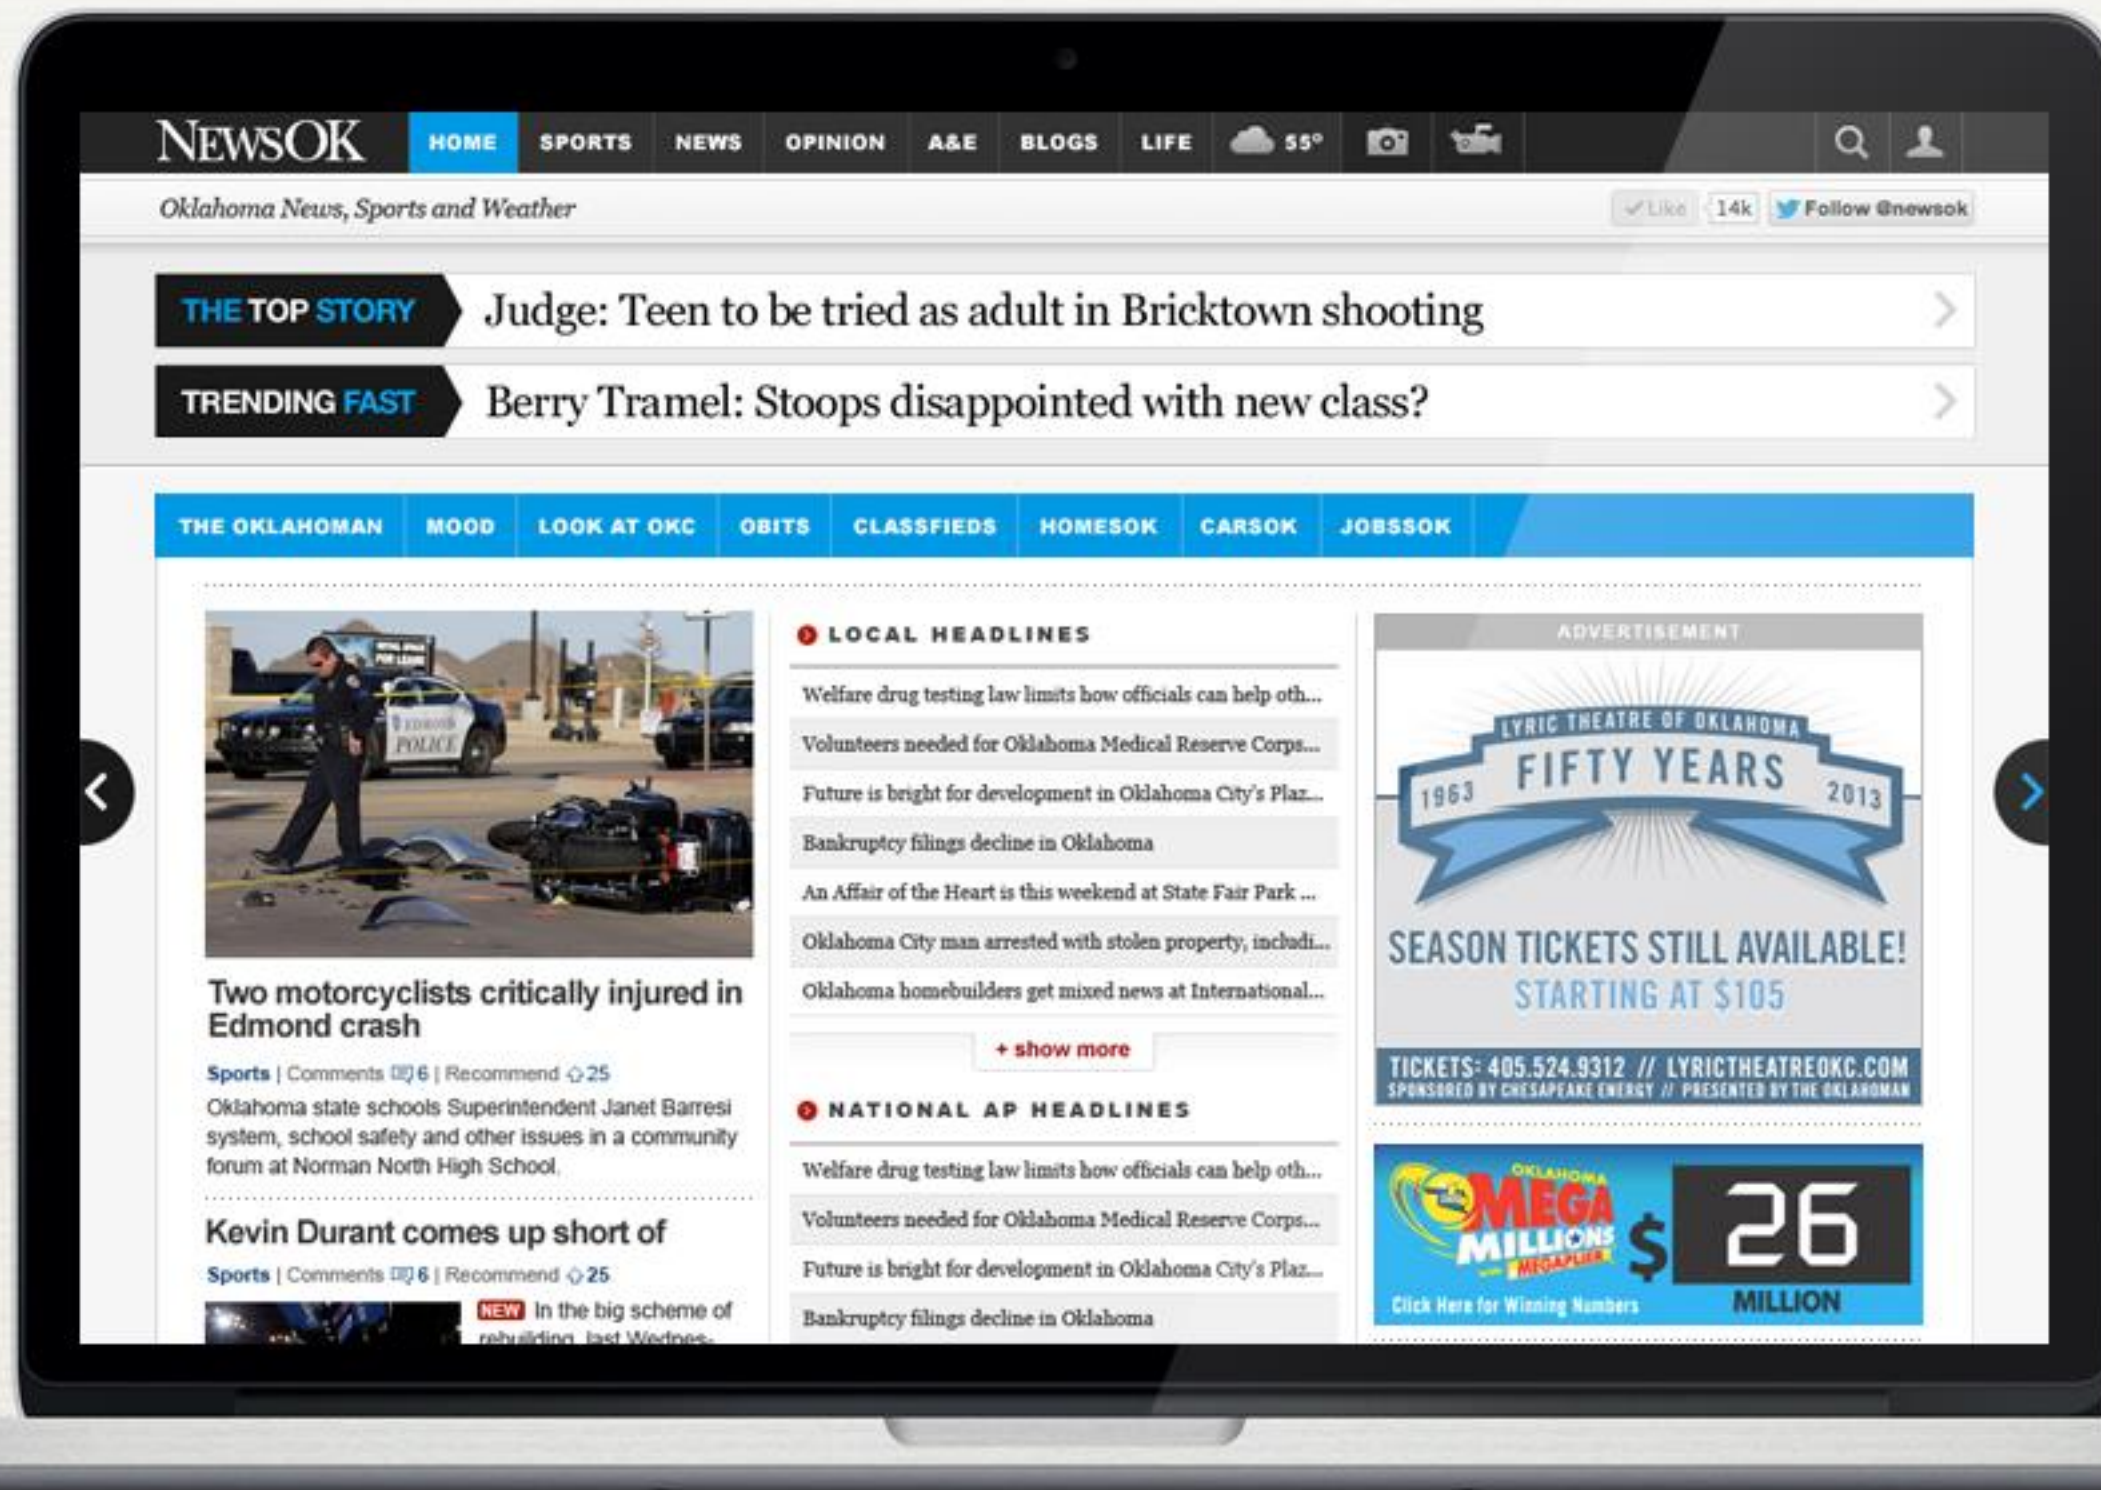 NEWSOK
HOME
SPORTS
NEWS
OPINION
A&E
BLOGS
LIFE
55°
Oklahoma News, Sports and Weather
Like
14k
Follow @newsok
THE TOP STORY
Judge: Teen to be tried as adult in Bricktown shooting
TRENDING FAST
Berry Tramel: Stoops disappointed with new class?
THE OKLAHOMAN
MOOD
LOOK AT OKC
OBITS
CLASSFIEDS
HOMESOK
CARSOK
JOBSSOK
FOR LEASE
EDMOND
POLICE
Two motorcyclists critically injured in
Edmond crash
Sports | Comments 6 | Recommend 25
Oklahoma state schools Superintendent Janet Barresi
system, school safety and other issues in a community
forum at Norman North High School.
Kevin Durant comes up short of
Sports | Comments 6 | Recommend 25
NEW In the big scheme of
rebuilding, last Wednes-
LOCAL HEADLINES
Welfare drug testing law limits how officials can help oth...
Volunteers needed for Oklahoma Medical Reserve Corps...
Future is bright for development in Oklahoma City's Plaz...
Bankruptcy filings decline in Oklahoma
An Affair of the Heart is this weekend at State Fair Park ...
Oklahoma City man arrested with stolen property, includi...
Oklahoma homebuilders get mixed news at International...
+ show more
NATIONAL AP HEADLINES
Welfare drug testing law limits how officials can help oth...
Volunteers needed for Oklahoma Medical Reserve Corps...
Future is bright for development in Oklahoma City's Plaz...
Bankruptcy filings decline in Oklahoma
ADVERTISEMENT
LYRIC THEATRE OF OKLAHOMA
FIFTY YEARS
1963
2013
SEASON TICKETS STILL AVAILABLE!
STARTING AT $105
TICKETS: 405.524.9312 // LYRICTHEATREOKC.COM
SPONSORED BY CHESAPEAKE ENERGY // PRESENTED BY THE OKLAHOMAN
OKLAHOMA
MEGA
MILLIONS
MEGAPLIER
$ 26
MILLION
Click Here for Winning Numbers